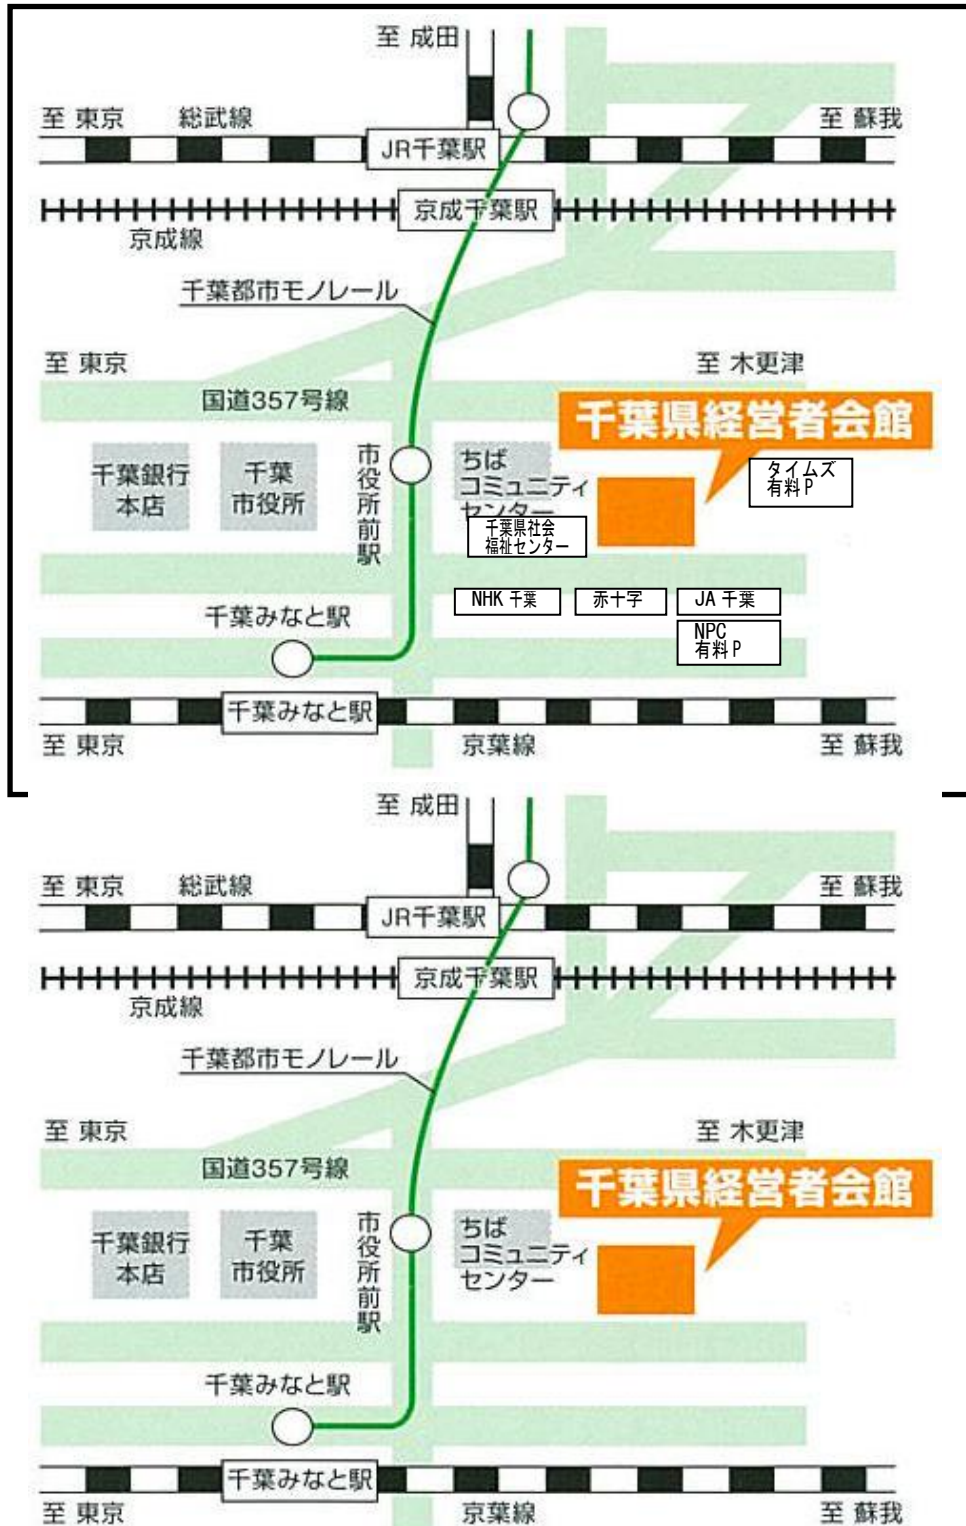 至 成田
至 東京
総武線
至 蘇我
JR千葉駅
京成千葉駅
京成線
千葉都市モノレール
至 東京
至 木更津
国道357号線
千葉県経営者会館
千葉銀行
本店
千葉
市役所
市役所前駅
ちば
コミュニティ
センター
タイムズ
有料P
千葉県社会
福祉センター
NHK 千葉
赤十字
JA 千葉
千葉みなと駅
NPC
有料P
千葉みなと駅
至 東京
京葉線
至 蘇我
至 成田
至 東京
総武線
至 蘇我
JR千葉駅
京成千葉駅
京成線
千葉都市モノレール
至 東京
至 木更津
国道357号線
千葉県経営者会館
千葉銀行
本店
千葉
市役所
市役所前駅
ちば
コミュニティ
センター
千葉みなと駅
千葉みなと駅
至 東京
京葉線
至 蘇我